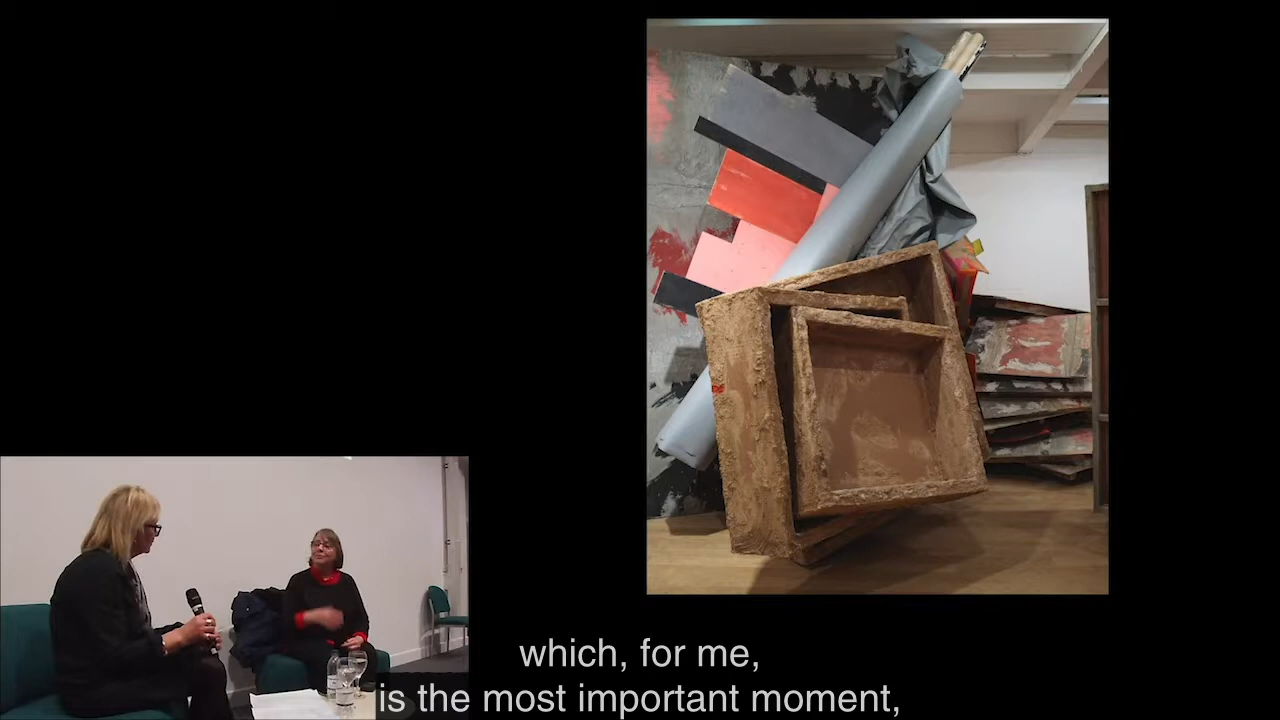 which, for me,
is the most important moment,